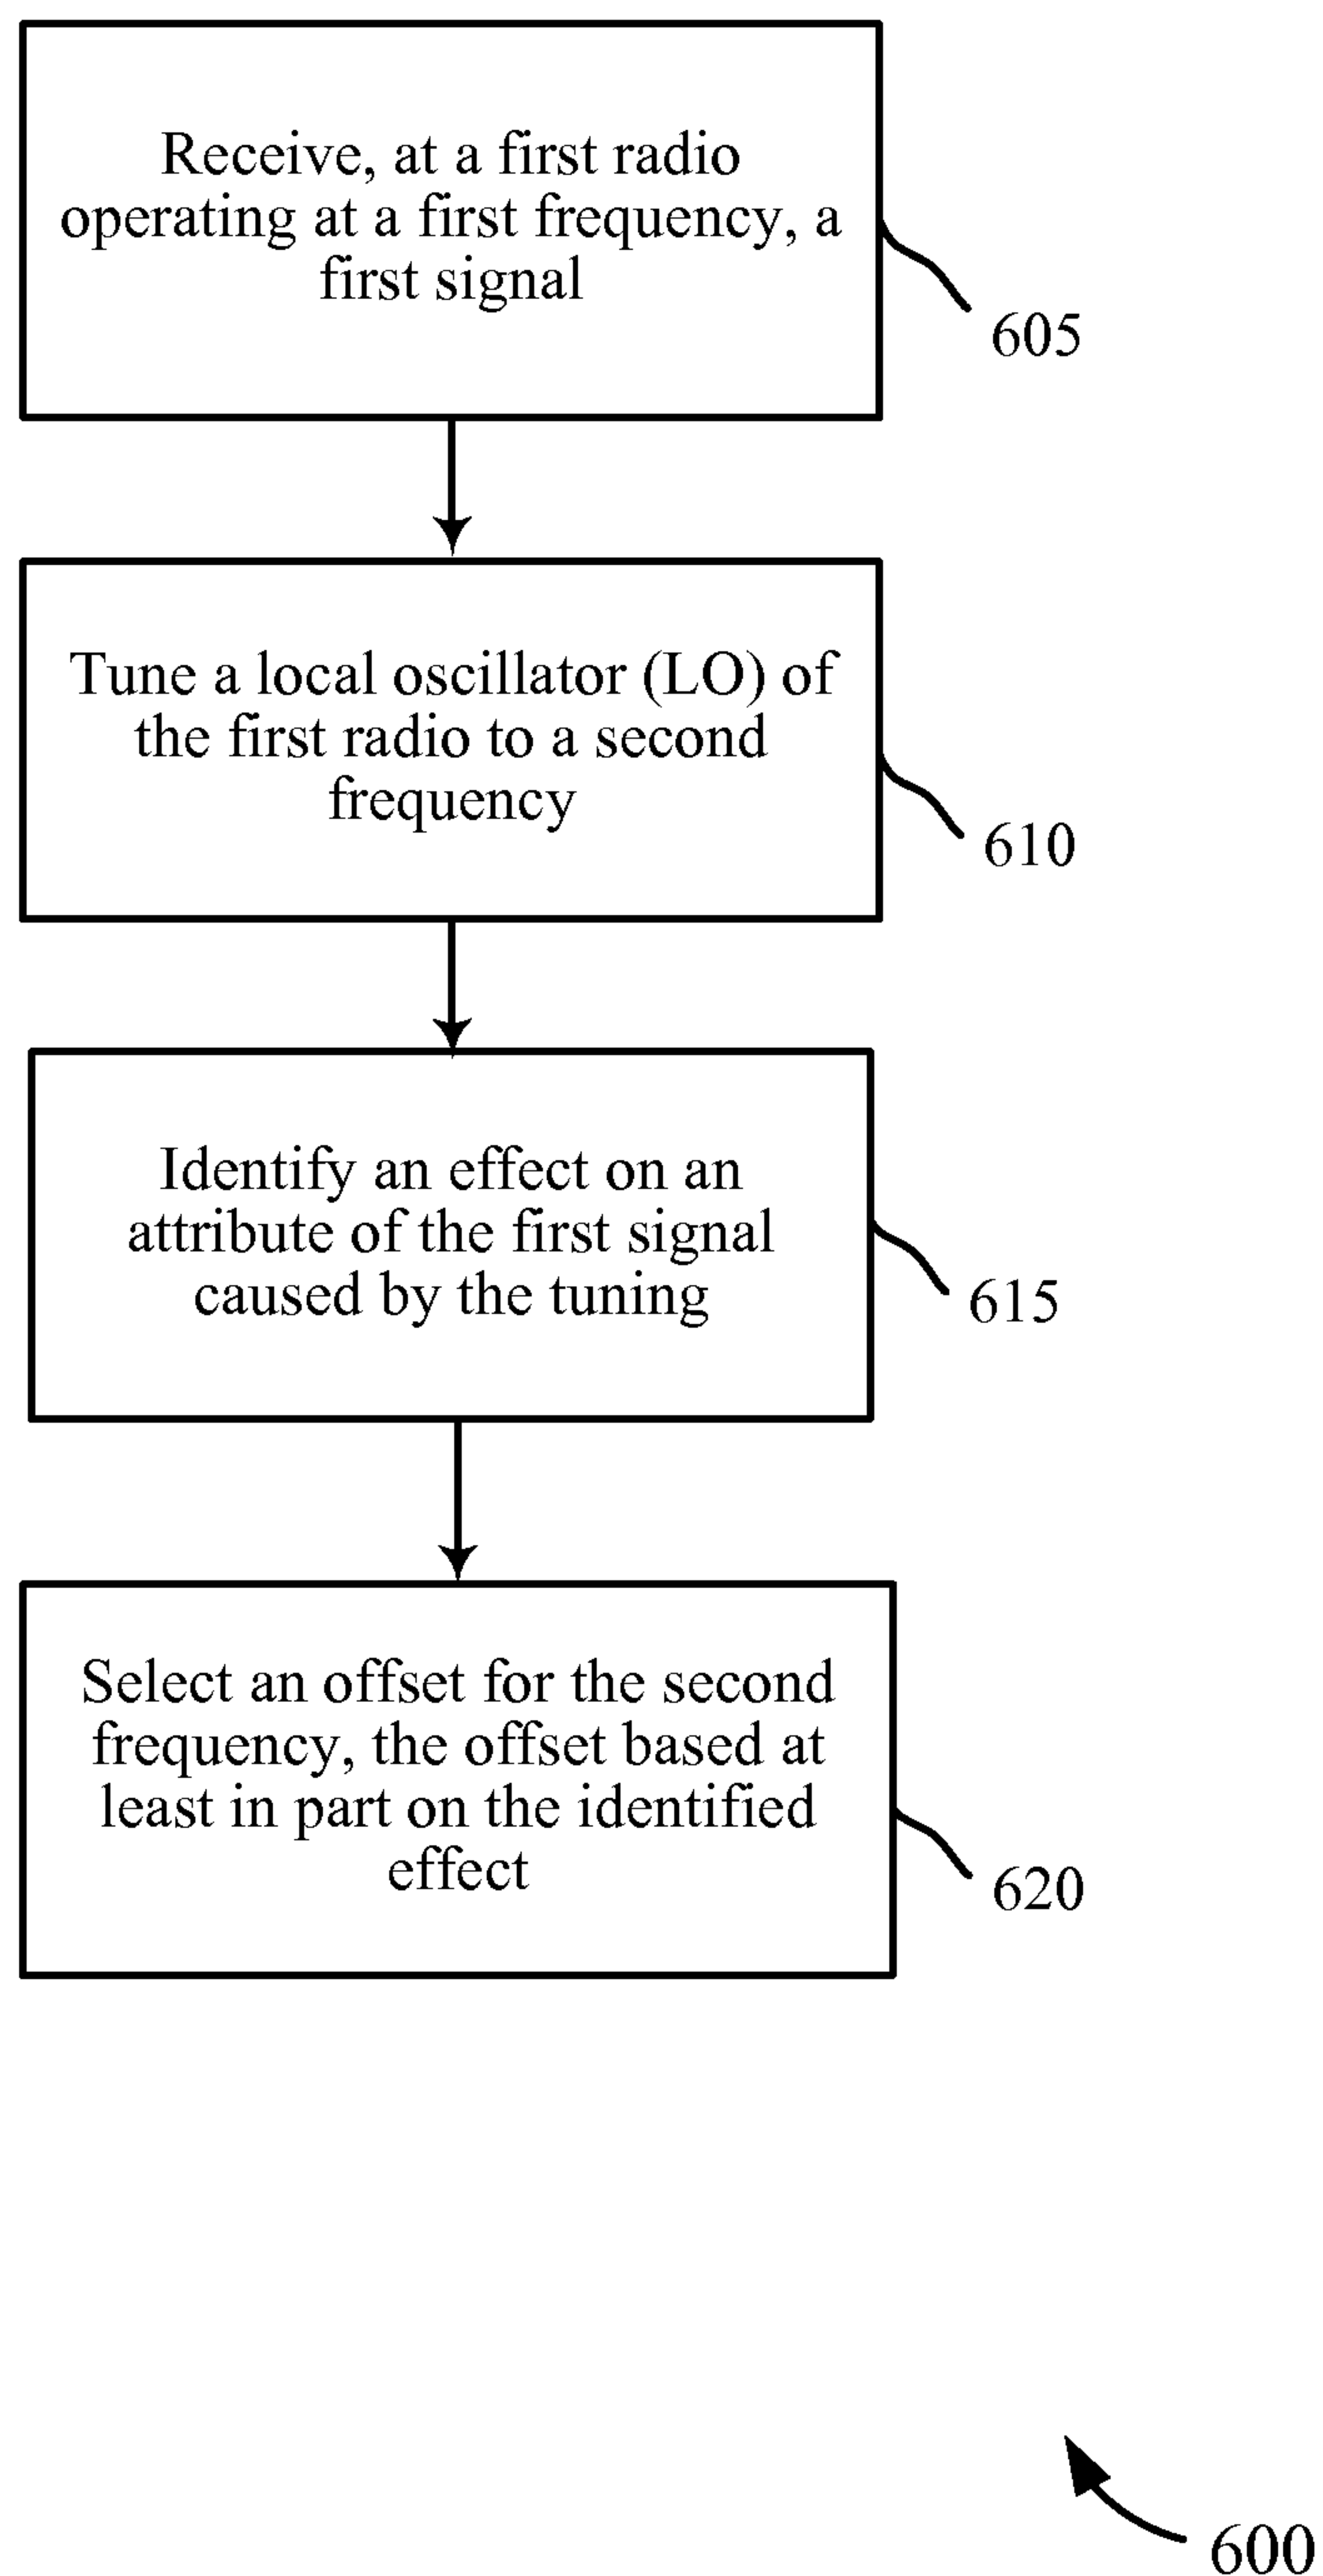 Receive, at a first radio
operating at a first frequency, a
first signal
605
Tune a local oscillator (LO) of
the first radio to a second
frequency
610
Identify an effect on an
attribute of the first signal
caused by the tuning
615
Select an offset for the second
frequency, the offset based at
least in part on the identified
effect
620
600